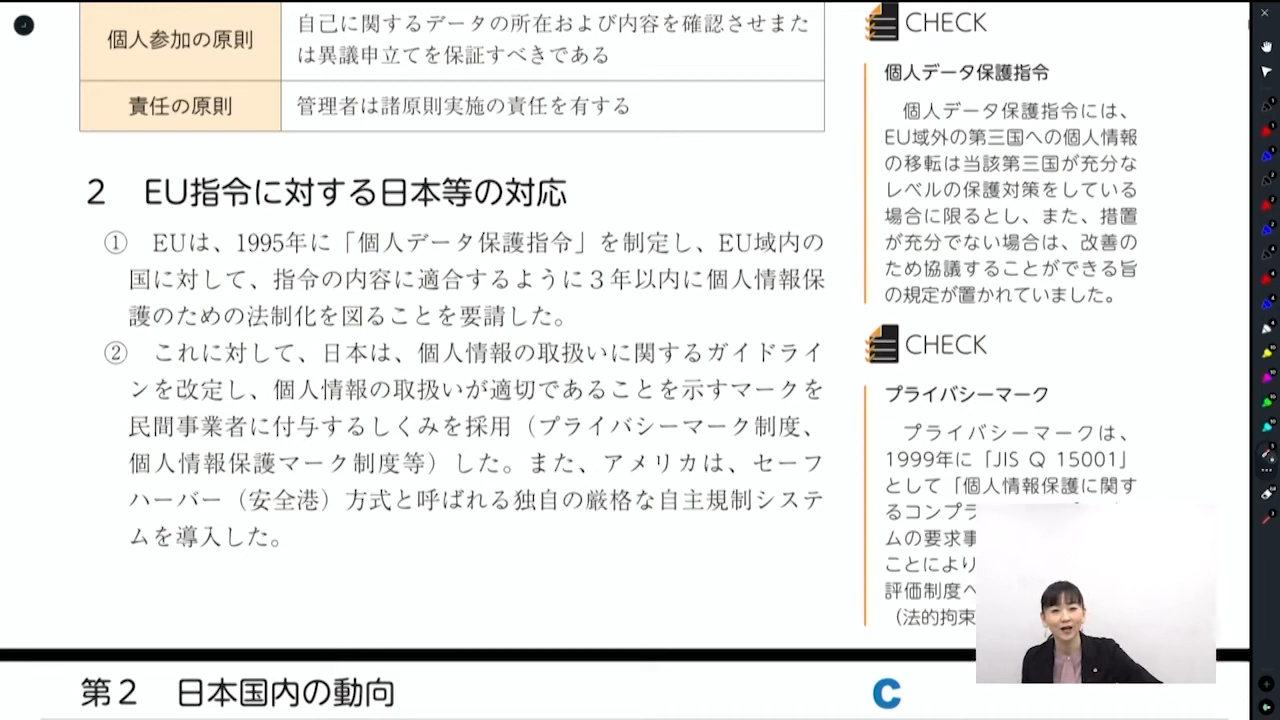 個人参加の原則
自己に関するデータの所在および内容を確認させまた
は異議申立てを保証すべきである
責任の原則
管理者は諸原則実施の責任を有する
2 EU指令に対する日本等の対応
① EUは、1995年に「個人データ保護指令」を制定し、EU域内の
国に対して、指令の内容に適合するように3年以内に個人情報保
護のための法制化を図ることを要請した。
② これに対して、日本は、個人情報の取扱いに関するガイドライ
ンを改定し、個人情報の取扱いが適切であることを示すマークを
民間事業者に付与するしくみを採用（プライバシーマーク制度、
個人情報保護マーク制度等）した。また、アメリカは、セーフ
ハーバー（安全港）方式と呼ばれる独自の厳格な自主規制システ
ムを導入した。
CHECK
個人データ保護指令
個人データ保護指令には、
EU域外の第三国への個人情報
の移転は当該第三国が充分な
レベルの保護対策をしている
場合に限るとし、また、措置
が充分でない場合は、改善の
ため協議することができる旨
の規定が置かれていました。
CHECK
プライバシーマーク
プライバシーマークは、
1999年に「JIS Q 15001」
として「個人情報保護に関す
るコンプラ
ムの要求事
ことにより
評価制度へ
（法的拘束
第2 日本国内の動向
C